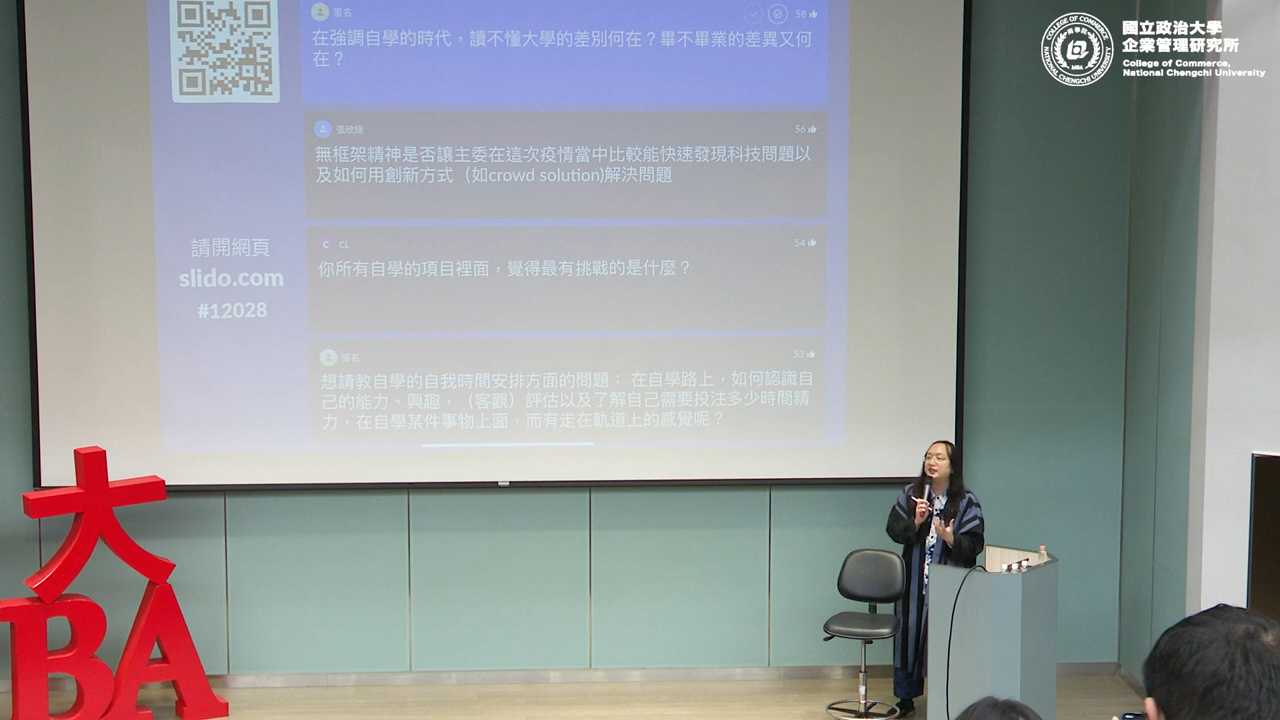 匿名
58
在強調自學的時代，讀不懂大學的差別何在？畢不畢業的差異又何
在？
56
無框架精神是否讓主委在這次疫情當中比較能快速發現科技問題以
及如何用創新方式（如crowd solution)解決問題
C CL
54
你所有自學的項目裡面，覺得最有挑戰的是什麼？
匿名
53
想請教自學的自我時間安排方面的問題： 在自學路上，如何認識自
己的能力、興趣，（客觀）評估以及了解自己需要投注多少時間精
力，在自學某件事物上面，而有走在軌道上的感覺呢？
請開網頁
slido.com
#12028
大
BA
COLLEGE OF COMMERCE
NATIONAL CHENGCHI UNIVERSITY
MBA
國立政治大學
企業管理研究所
College of Commerce,
National Chengchi University